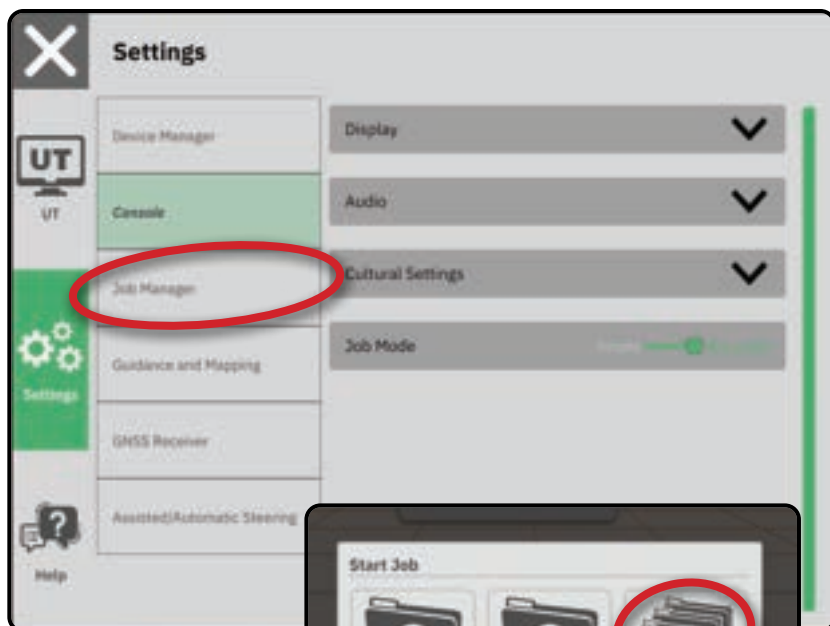 Settings
UT
UT
Settings
Help
Device Manager
Console
Job Manager
Guidance and Mapping
GNSS Receiver
Assisted/Automatic Steering
Display
Audio
Cultural Settings
Job Mode
Start Job